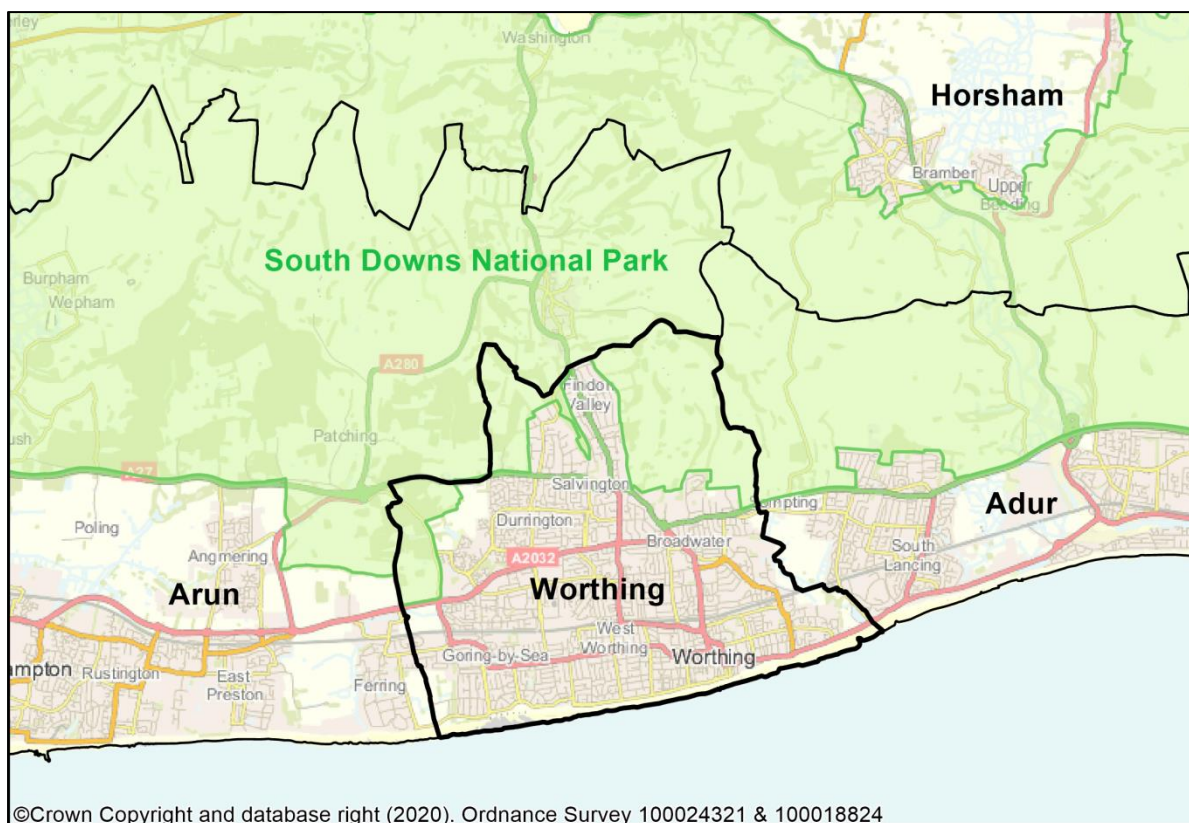 Washington
Horsham
Bramber
Upper
Beeding
South Downs National Park
Burpham
Wepham
A280
Findon
Valley
Patching
A27
Salvington
Sompting
Poling
Durrington
Broadwater
Adur
Angmering
A2032
South
Lancing
Arun
Worthing
West
Worthing
Goring-by-Sea
Worthing
ampton
Rustington
East
Preston
Ferring
©Crown Copyright and database right (2020). Ordnance Survey 100024321 & 100018824